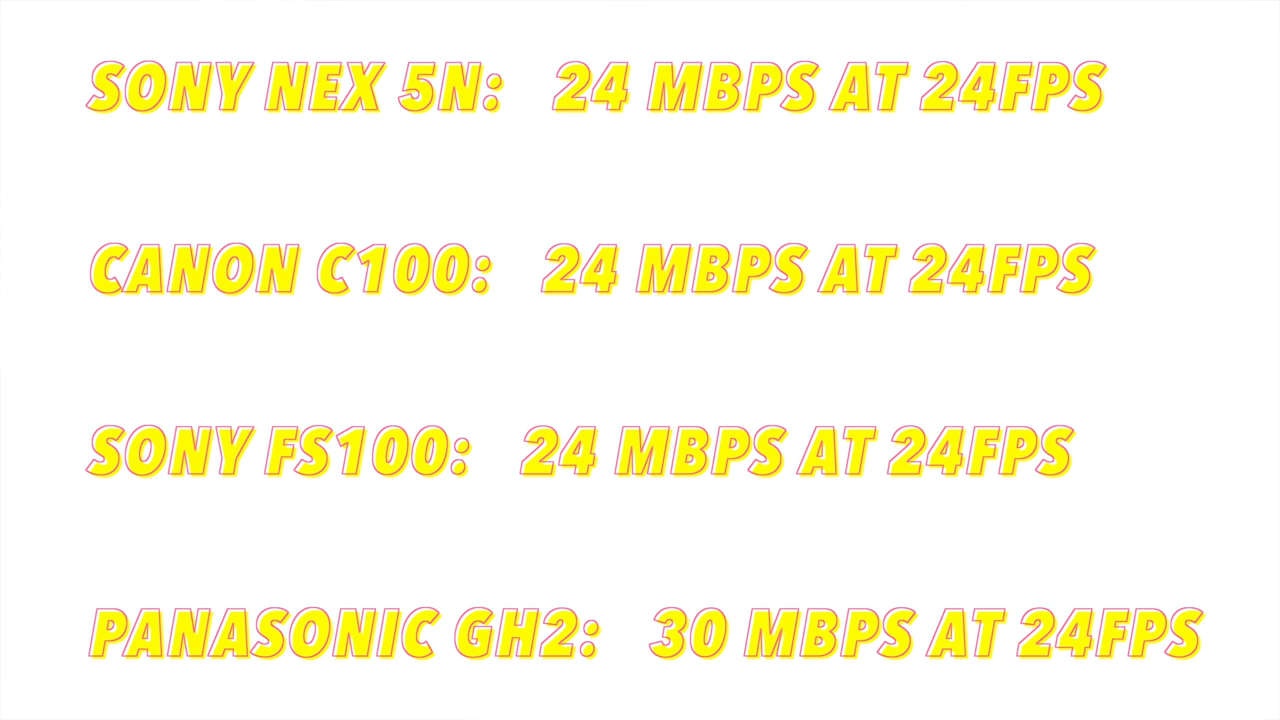 SONY NEX 5N: 24 MBPS AT 24FPS
CANON C100: 24 MBPS AT 24FPS
SONY FS100: 24 MBPS AT 24FPS
PANASONIC GH2: 30 MBPS AT 24FPS